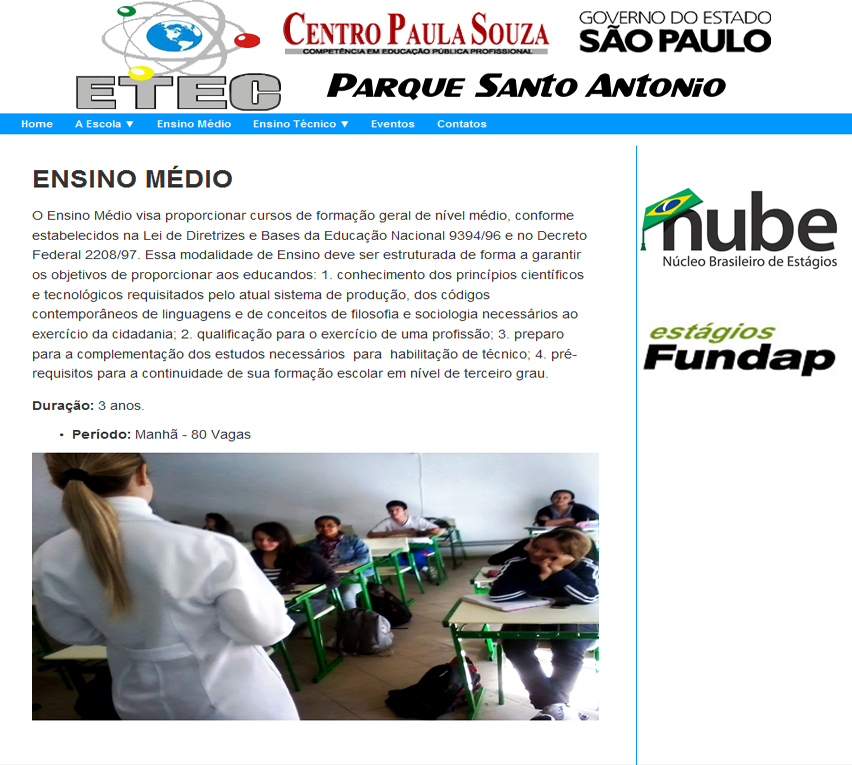 CENTRO PAULA SOUZA
COMPETÊNCIA EM EDUCAÇÃO PÚBLICA PROFISSIONAL
GOVERNO DO ESTADO
SÃO PAULO
ETEC
PARQUE SANTO ANTONIO
Home A Escola ▼ Ensino Médio Ensino Técnico ▼ Eventos Contatos
ENSINO MÉDIO
O Ensino Médio visa proporcionar cursos de formação geral de nível médio, conforme
estabelecidos na Lei de Diretrizes e Bases da Educação Nacional 9394/96 e no Decreto
Federal 2208/97. Essa modalidade de Ensino deve ser estruturada de forma a garantir
os objetivos de proporcionar aos educandos: 1. conhecimento dos princípios científicos
e tecnológicos requisitados pelo atual sistema de produção, dos códigos
contemporâneos de linguagens e de conceitos de filosofia e sociologia necessários ao
exercício da cidadania; 2. qualificação para o exercício de uma profissão; 3. preparo
para a complementação dos estudos necessários para habilitação de técnico; 4. pré-
requisitos para a continuidade de sua formação escolar em nível de terceiro grau.
Duração: 3 anos.
• Período: Manhã - 80 Vagas
nube
Núcleo Brasileiro de Estágios
estágios
Fundap